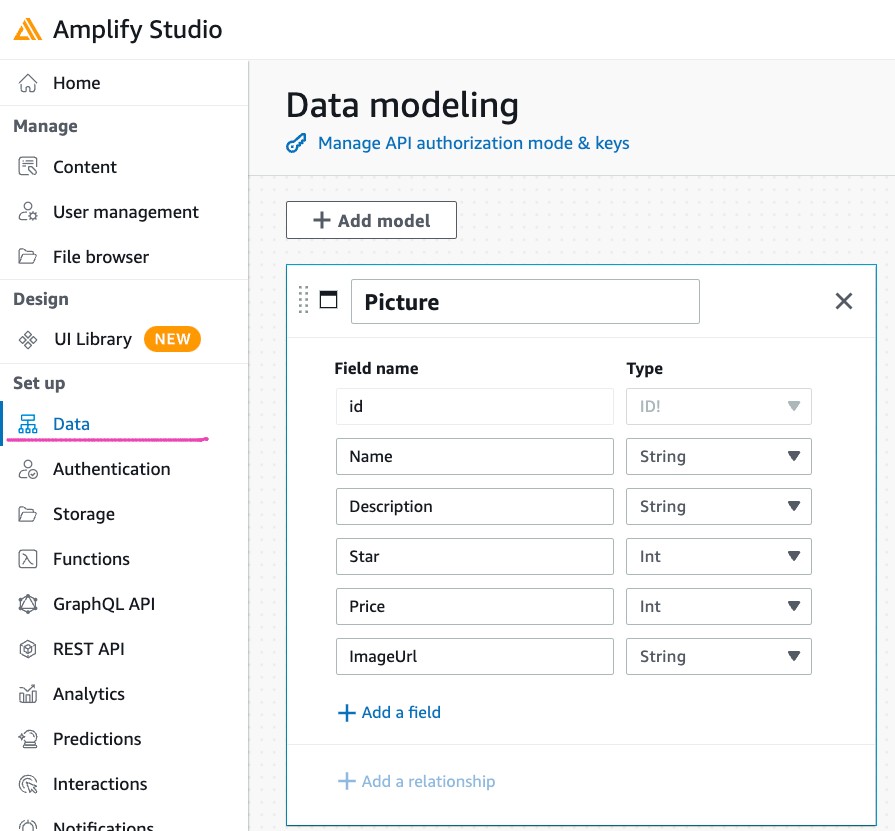 Amplify Studio
Home
Manage
Content
User management
File browser
Design
UI Library NEW
Set up
Data
Authentication
Storage
Functions
GraphQL API
REST API
Analytics
Predictions
Interactions
Notifications
Data modeling
Manage API authorization mode & keys
Add model
Picture
Field name Type
id ID!
Name String
Description String
Star Int
Price Int
ImageUrl String
Add a field
Add a relationship